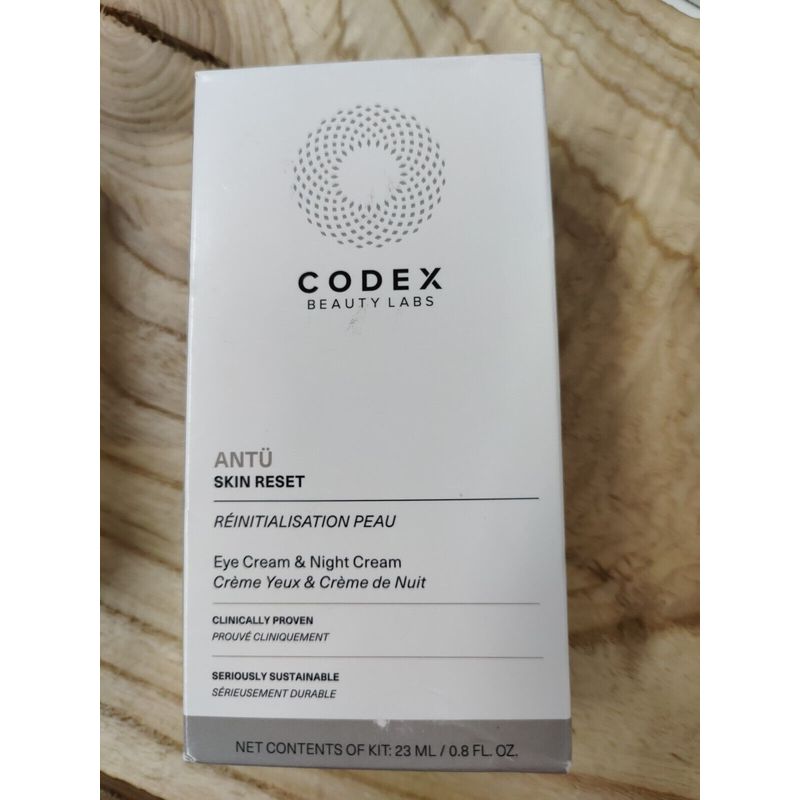 CODEX
BEAUTY LABS
ANTÜ
SKIN RESET
RÉINITIALISATION PEAU
Eye Cream & Night Cream
Crème Yeux & Crème de Nuit
CLINICALLY PROVEN
PROUVÉ CLINIQUEMENT
SERIOUSLY SUSTAINABLE
SÉRIEUSEMENT DURABLE
NET CONTENTS OF KIT: 23 ML / 0.8 FL. OZ.